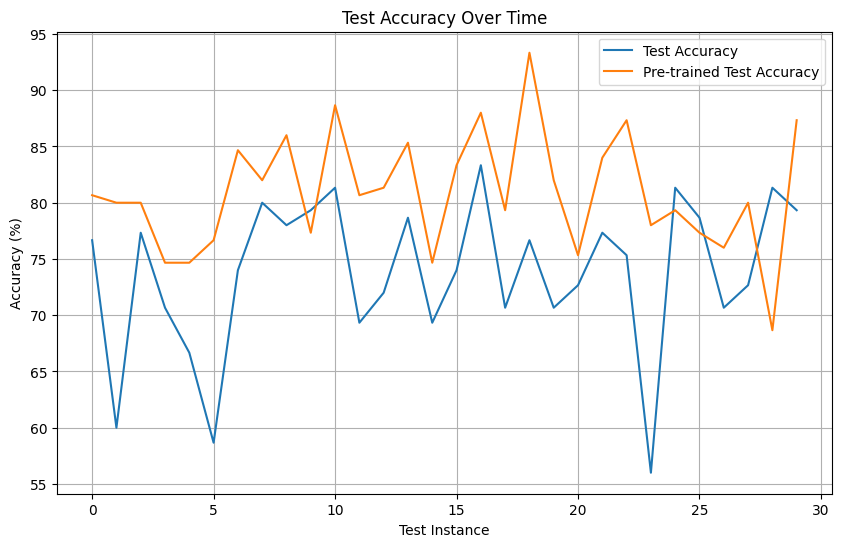 Test Accuracy Over Time
Test Accuracy
Pre-trained Test Accuracy
Accuracy (%)
95
90
85
80
75
70
65
60
55
0 5 10 15 20 25 30
Test Instance